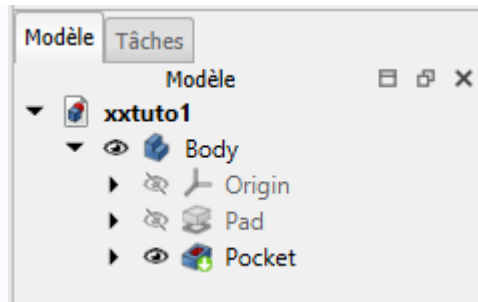 Modèle Tâches
Modèle
xxtuto1
Body
Origin
Pad
Pocket